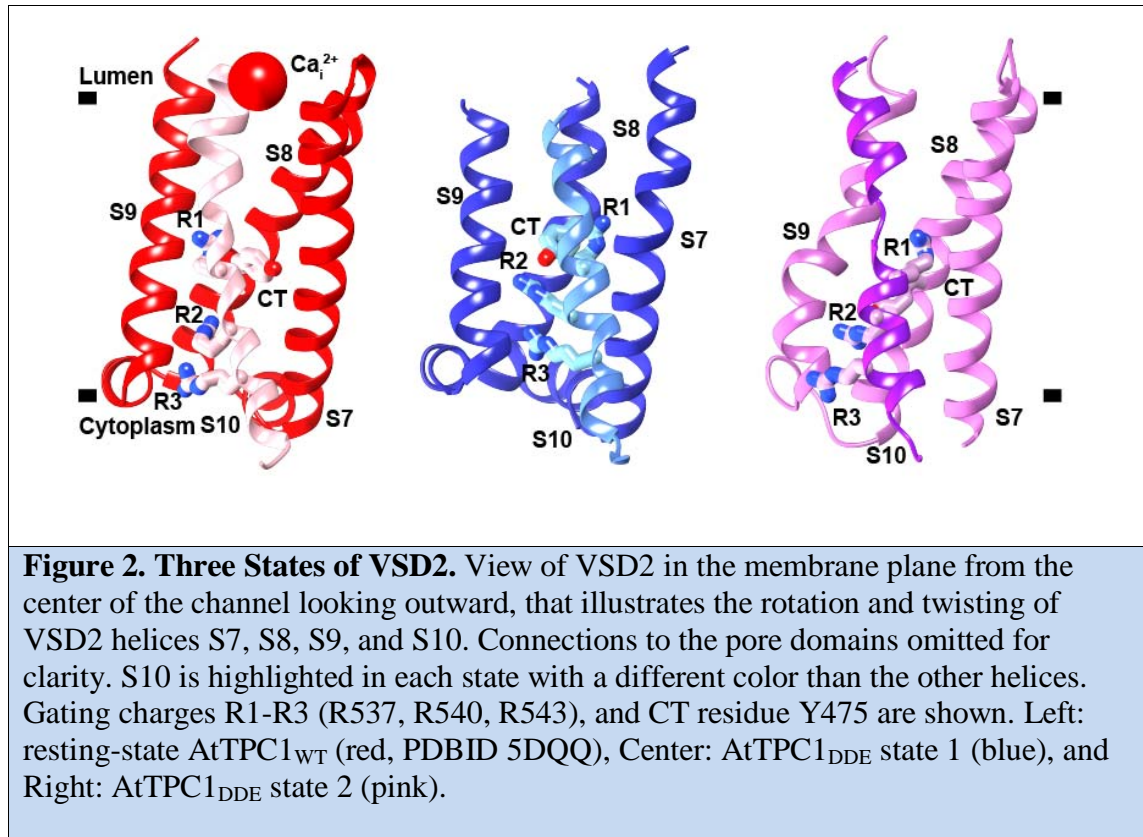 Lumen
Ca_i^2+
S8
S9
R1
CT
R2
R3
Cytoplasm S10
S7
S8
S9
R1
CT
S7
R2
R3
S10
S8
S9
R1
CT
R2
R3
S7
S10
Figure 2. Three States of VSD2. View of VSD2 in the membrane plane from the
center of the channel looking outward, that illustrates the rotation and twisting of
VSD2 helices S7, S8, S9, and S10. Connections to the pore domains omitted for
clarity. S10 is highlighted in each state with a different color than the other helices.
Gating charges R1-R3 (R537, R540, R543), and CT residue Y475 are shown. Left:
resting-state AtTPC1WT (red, PDBID 5DQQ), Center: AtTPC1DDE state 1 (blue), and
Right: AtTPC1DDE state 2 (pink).